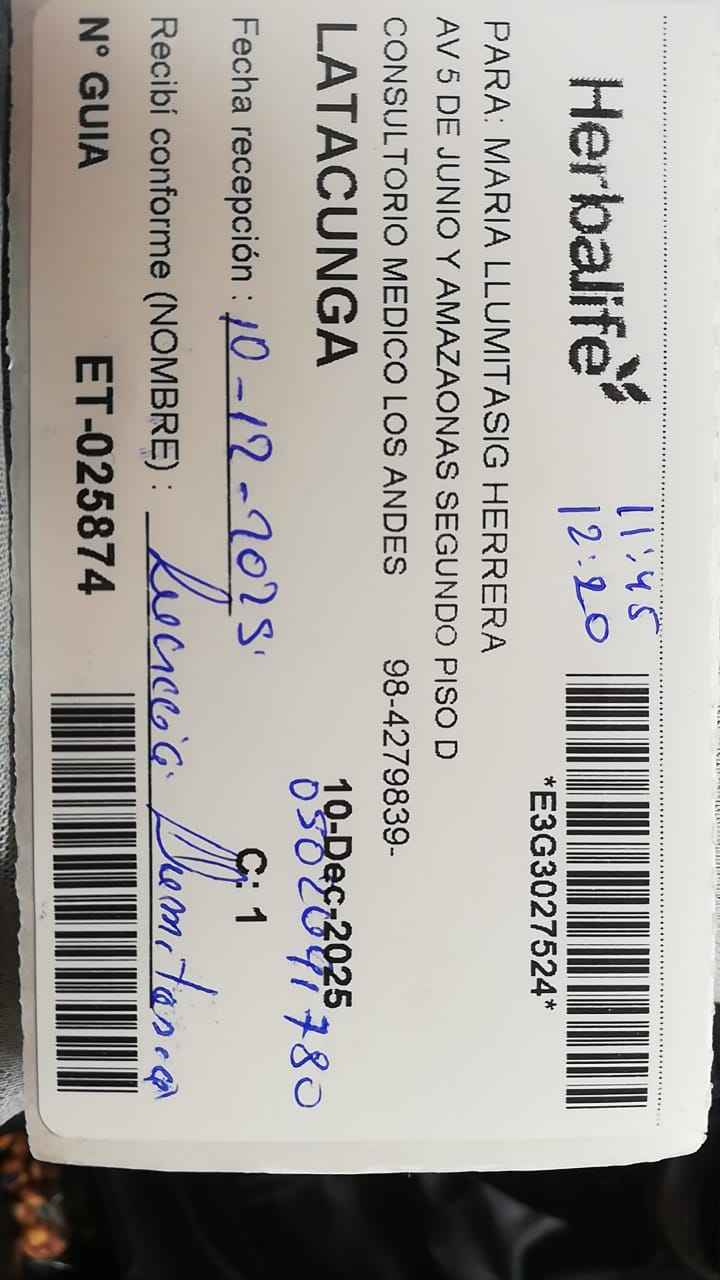 Herbalife
11:45
12:20
*E3G3027524*
PARA: MARIA LLUMITASIG HERRERA
AV 5 DE JUNIO Y AMAZAONAS SEGUNDO PISO D
CONSULTORIO MEDICO LOS ANDES 98-4279839-
LATACUNGA 10-Dec-2025
Fecha recepción : 10-12-2025. C: 1
Recibí conforme (NOMBRE) :
N° GUIA ET-025874